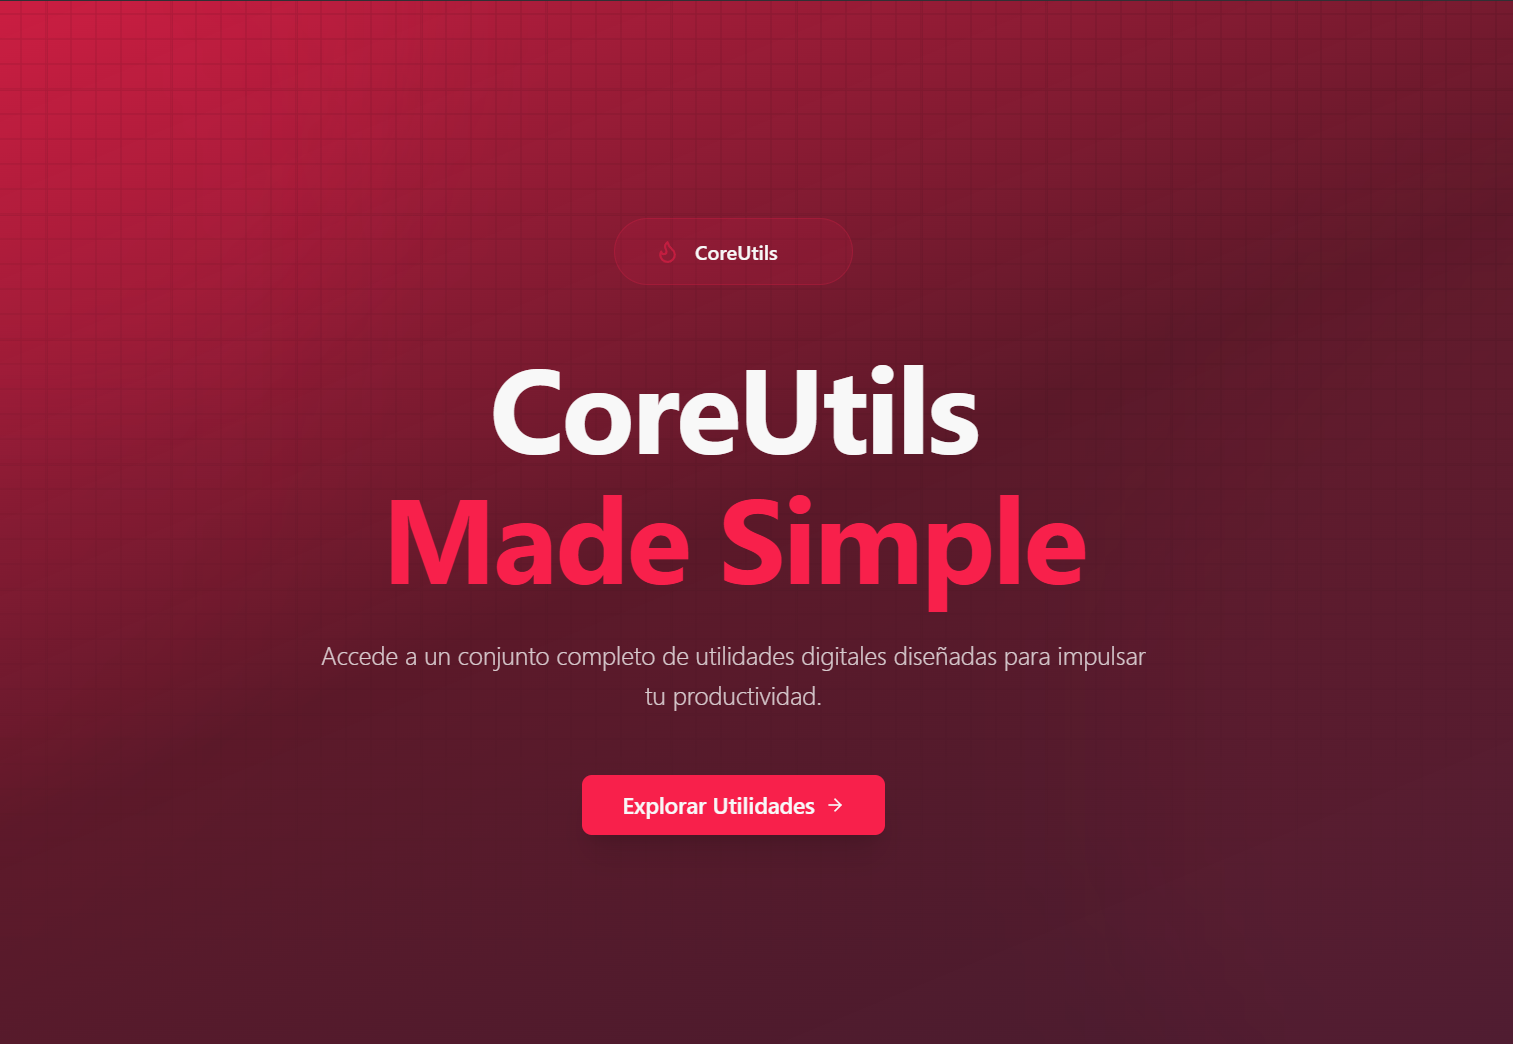 CoreUtils
CoreUtils
Made Simple
Accede a un conjunto completo de utilidades digitales diseñadas para impulsar
tu productividad.
Explorar Utilidades →